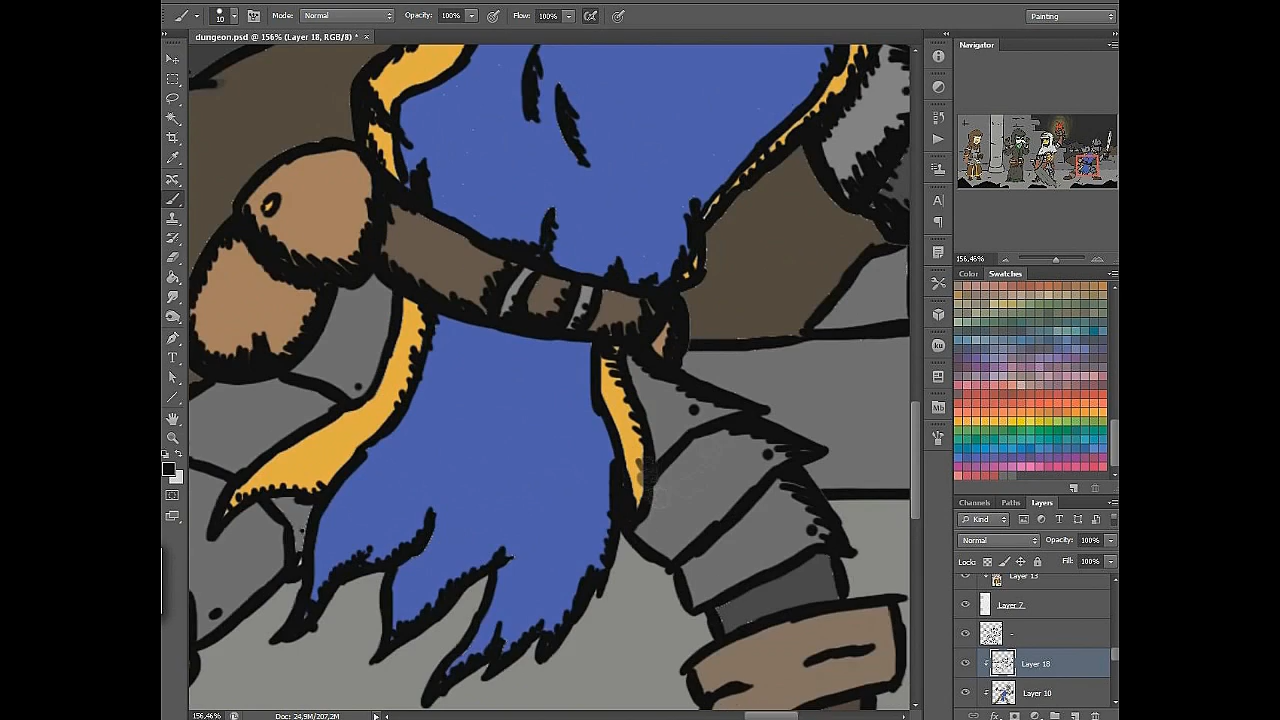 10
Mode: Normal
Opacity: 100%
Flow: 100%
Painting
dungeon.psd @ 156% (Layer 18, RGB/8) *
Navigator
156,46%
Color Swatches
Channels Paths Layers
Kind
Normal Opacity: 100%
Lock: Fill: 100%
Layer 13
Layer 7
-
Layer 18
Layer 10
156,46% Doc: 24,9M/207,2M